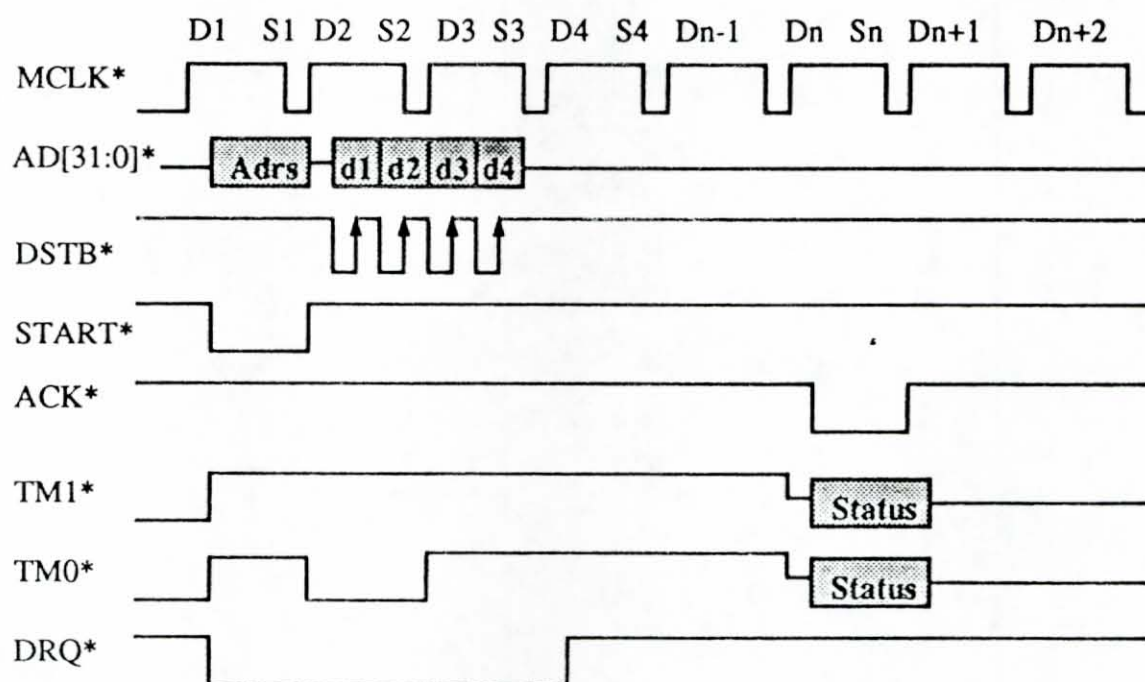 D1 S1 D2 S2 D3 S3 D4 S4 Dn-1 Dn Sn Dn+1 Dn+2
MCLK*
AD[31:0]* Adrs d1 d2 d3 d4
DSTB*
START*
ACK*
TM1* Status
TM0* Status
DRQ*